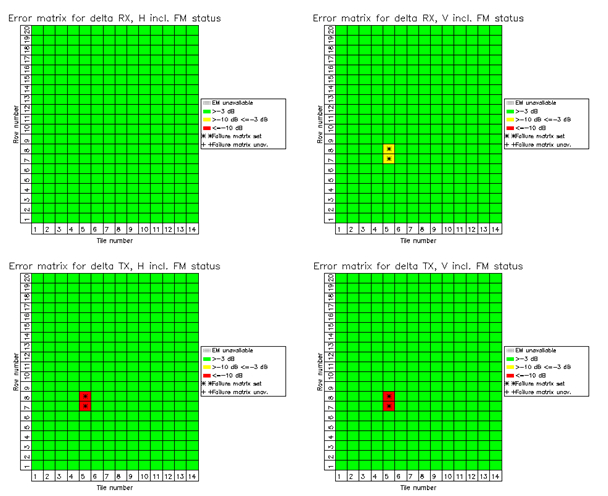 Error matrix for delta RX, H incl. FM status
Row number
1 2 3 4 5 6 7 8 9 10 11 12 13 14 15 16 17 18 19 20
1 2 3 4 5 6 7 8 9 10 11 12 13 14
Tile number
EM unavailable
>-3 dB
>-10 dB <=-3 dB
<=-10 dB
* *Failure matrix set
+ +Failure matrix unav.
Error matrix for delta RX, V incl. FM status
Row number
1 2 3 4 5 6 7 8 9 10 11 12 13 14 15 16 17 18 19 20
1 2 3 4 5 6 7 8 9 10 11 12 13 14
Tile number
EM unavailable
>-3 dB
>-10 dB <=-3 dB
<=-10 dB
* *Failure matrix set
+ +Failure matrix unav.
Error matrix for delta TX, H incl. FM status
Row number
1 2 3 4 5 6 7 8 9 10 11 12 13 14 15 16 17 18 19 20
1 2 3 4 5 6 7 8 9 10 11 12 13 14
Tile number
EM unavailable
>-3 dB
>-10 dB <=-3 dB
<=-10 dB
* *Failure matrix set
+ +Failure matrix unav.
Error matrix for delta TX, V incl. FM status
Row number
1 2 3 4 5 6 7 8 9 10 11 12 13 14 15 16 17 18 19 20
1 2 3 4 5 6 7 8 9 10 11 12 13 14
Tile number
EM unavailable
>-3 dB
>-10 dB <=-3 dB
<=-10 dB
* *Failure matrix set
+ +Failure matrix unav.